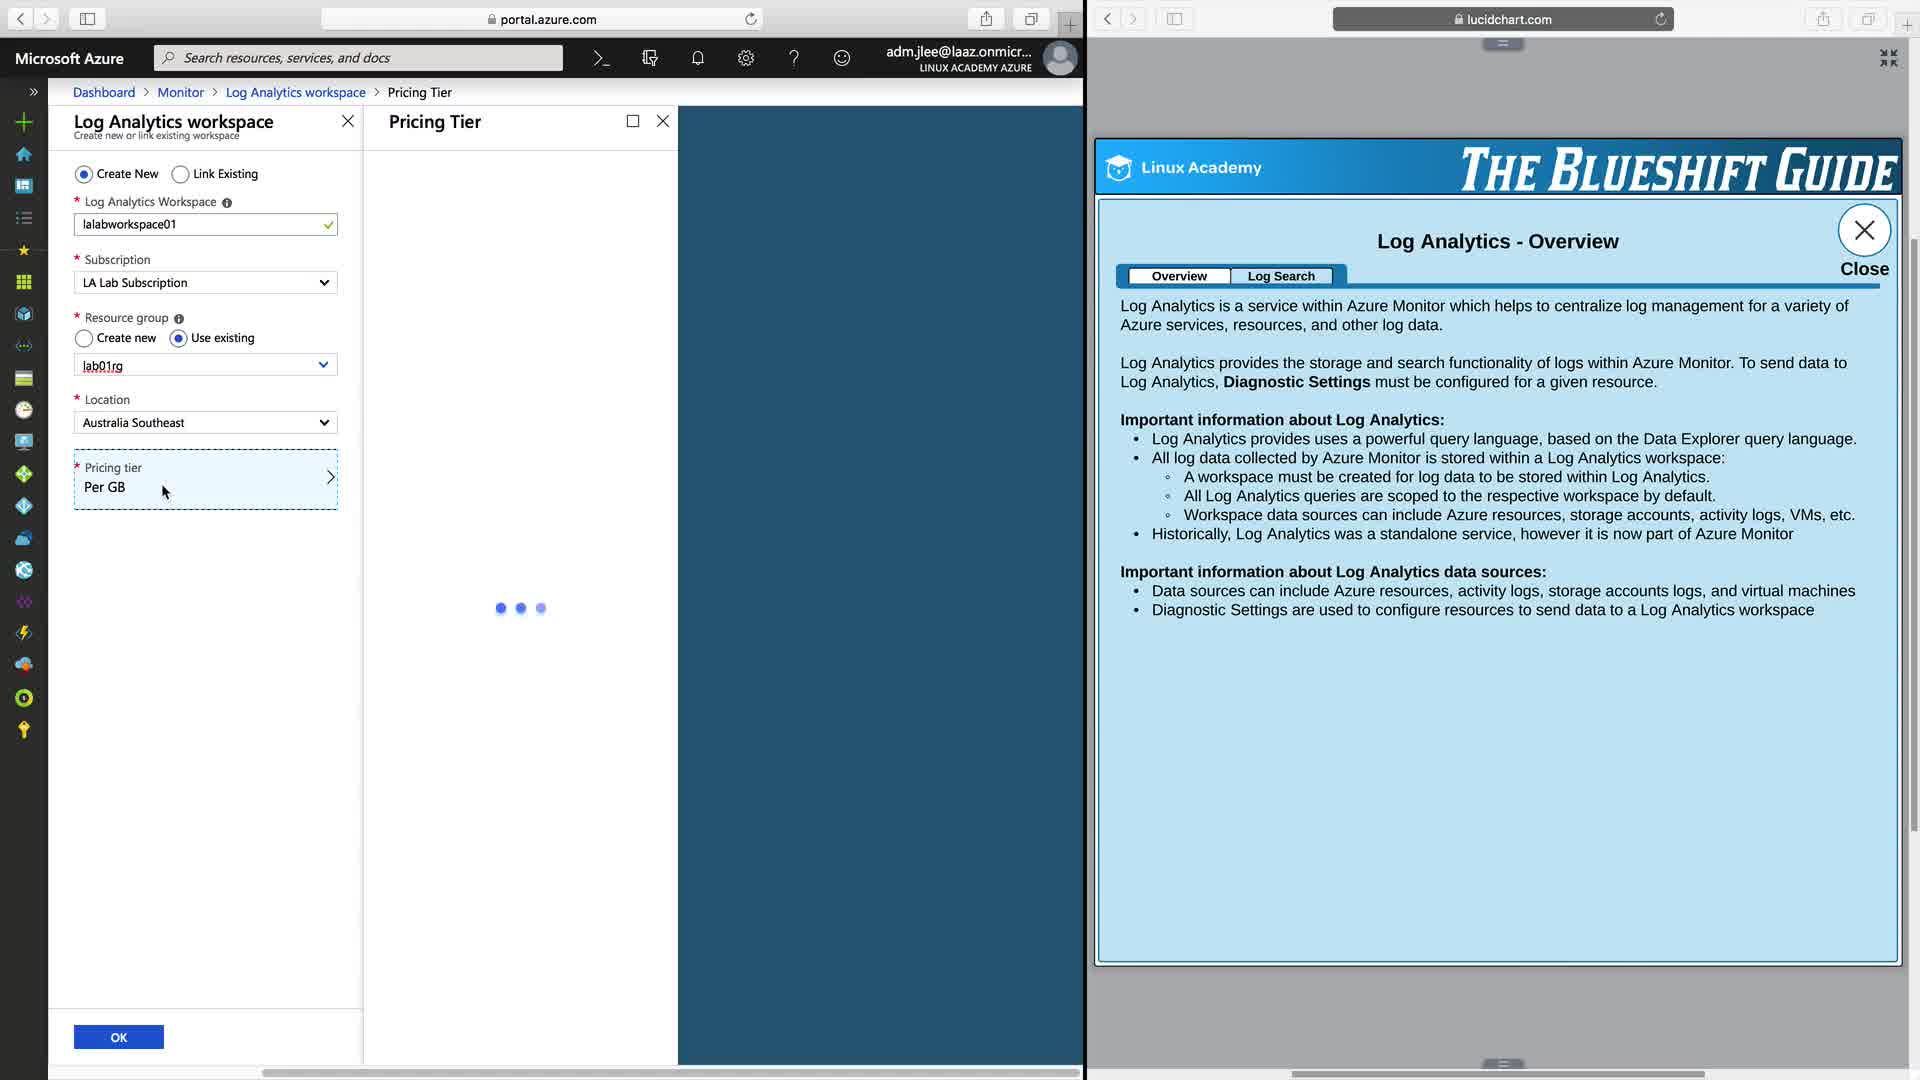 portal.azure.com
Microsoft Azure
Search resources, services, and docs
adm.jlee@laaz.onmicr...
LINUX ACADEMY AZURE
Dashboard > Monitor > Log Analytics workspace > Pricing Tier
Log Analytics workspace
Create new or link existing workspace
Create New
Link Existing
* Log Analytics Workspace
lalabworkspace01
* Subscription
LA Lab Subscription
* Resource group
Create new
Use existing
lab01rg
* Location
Australia Southeast
* Pricing tier
Per GB
OK
Pricing Tier
lucidchart.com
Linux Academy
THE BLUESHIFT GUIDE
Log Analytics - Overview
Close
Overview
Log Search
Log Analytics is a service within Azure Monitor which helps to centralize log management for a variety of
Azure services, resources, and other log data.
Log Analytics provides the storage and search functionality of logs within Azure Monitor. To send data to
Log Analytics, Diagnostic Settings must be configured for a given resource.
Important information about Log Analytics:
• Log Analytics provides uses a powerful query language, based on the Data Explorer query language.
• All log data collected by Azure Monitor is stored within a Log Analytics workspace:
◦ A workspace must be created for log data to be stored within Log Analytics.
◦ All Log Analytics queries are scoped to the respective workspace by default.
◦ Workspace data sources can include Azure resources, storage accounts, activity logs, VMs, etc.
• Historically, Log Analytics was a standalone service, however it is now part of Azure Monitor
Important information about Log Analytics data sources:
• Data sources can include Azure resources, activity logs, storage accounts logs, and virtual machines
• Diagnostic Settings are used to configure resources to send data to a Log Analytics workspace